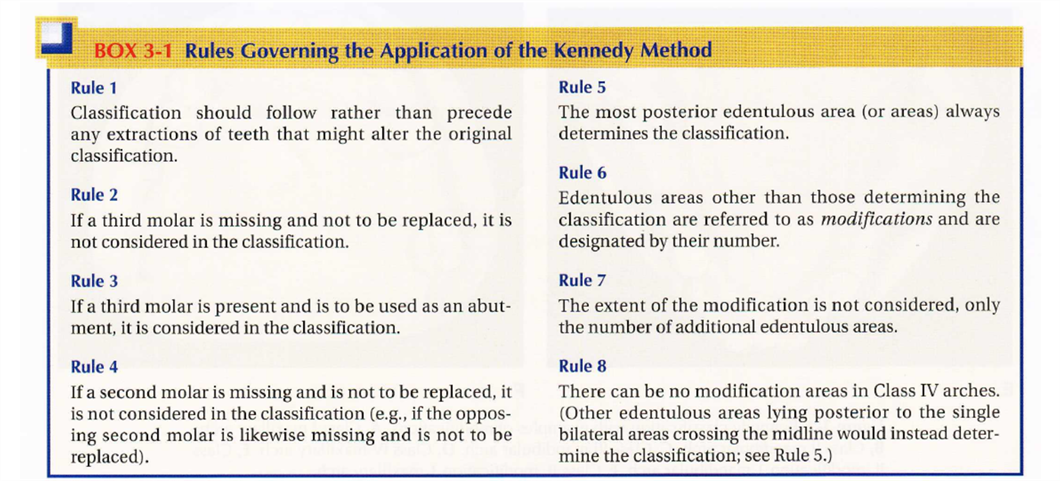 BOX 3-1 Rules Governing the Application of the Kennedy Method
Rule 1
Classification should follow rather than precede
any extractions of teeth that might alter the original
classification.
Rule 2
If a third molar is missing and not to be replaced, it is
not considered in the classification.
Rule 3
If a third molar is present and is to be used as an abut-
ment, it is considered in the classification.
Rule 4
If a second molar is missing and is not to be replaced, it
is not considered in the classification (e.g., if the oppos-
ing second molar is likewise missing and is not to be
replaced).
Rule 5
The most posterior edentulous area (or areas) always
determines the classification.
Rule 6
Edentulous areas other than those determining the
classification are referred to as modifications and are
designated by their number.
Rule 7
The extent of the modification is not considered, only
the number of additional edentulous areas.
Rule 8
There can be no modification areas in Class IV arches.
(Other edentulous areas lying posterior to the single
bilateral areas crossing the midline would instead deter-
mine the classification; see Rule 5.)